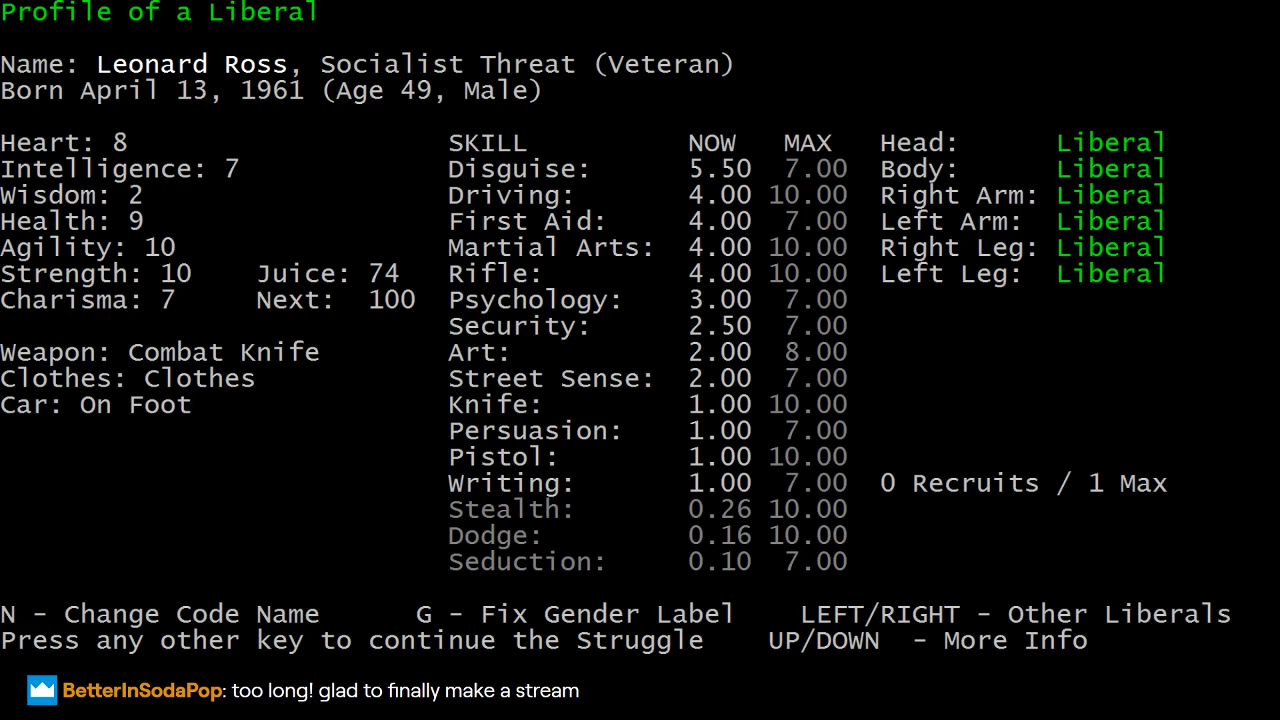 Profile of a Liberal
Name: Leonard Ross, Socialist Threat (Veteran)
Born April 13, 1961 (Age 49, Male)
Heart: 8 SKILL NOW MAX Head: Liberal
Intelligence: 7 Disguise: 5.50 7.00 Body: Liberal
Wisdom: 2 Driving: 4.00 10.00 Right Arm: Liberal
Health: 9 First Aid: 4.00 7.00 Left Arm: Liberal
Agility: 10 Martial Arts: 4.00 10.00 Right Leg: Liberal
Strength: 10 Juice: 74 Rifle: 4.00 10.00 Left Leg: Liberal
Charisma: 7 Next: 100 Psychology: 3.00 7.00
Security: 2.50 7.00
Weapon: Combat Knife Art: 2.00 8.00
Clothes: Clothes Street Sense: 2.00 7.00
Car: On Foot Knife: 1.00 10.00
Persuasion: 1.00 7.00
Pistol: 1.00 10.00
Writing: 1.00 7.00 0 Recruits / 1 Max
Stealth: 0.26 10.00
Dodge: 0.16 10.00
Seduction: 0.10 7.00
N - Change Code Name G - Fix Gender Label LEFT/RIGHT - Other Liberals
Press any other key to continue the Struggle UP/DOWN - More Info
BetterInSodaPop: too long! glad to finally make a stream